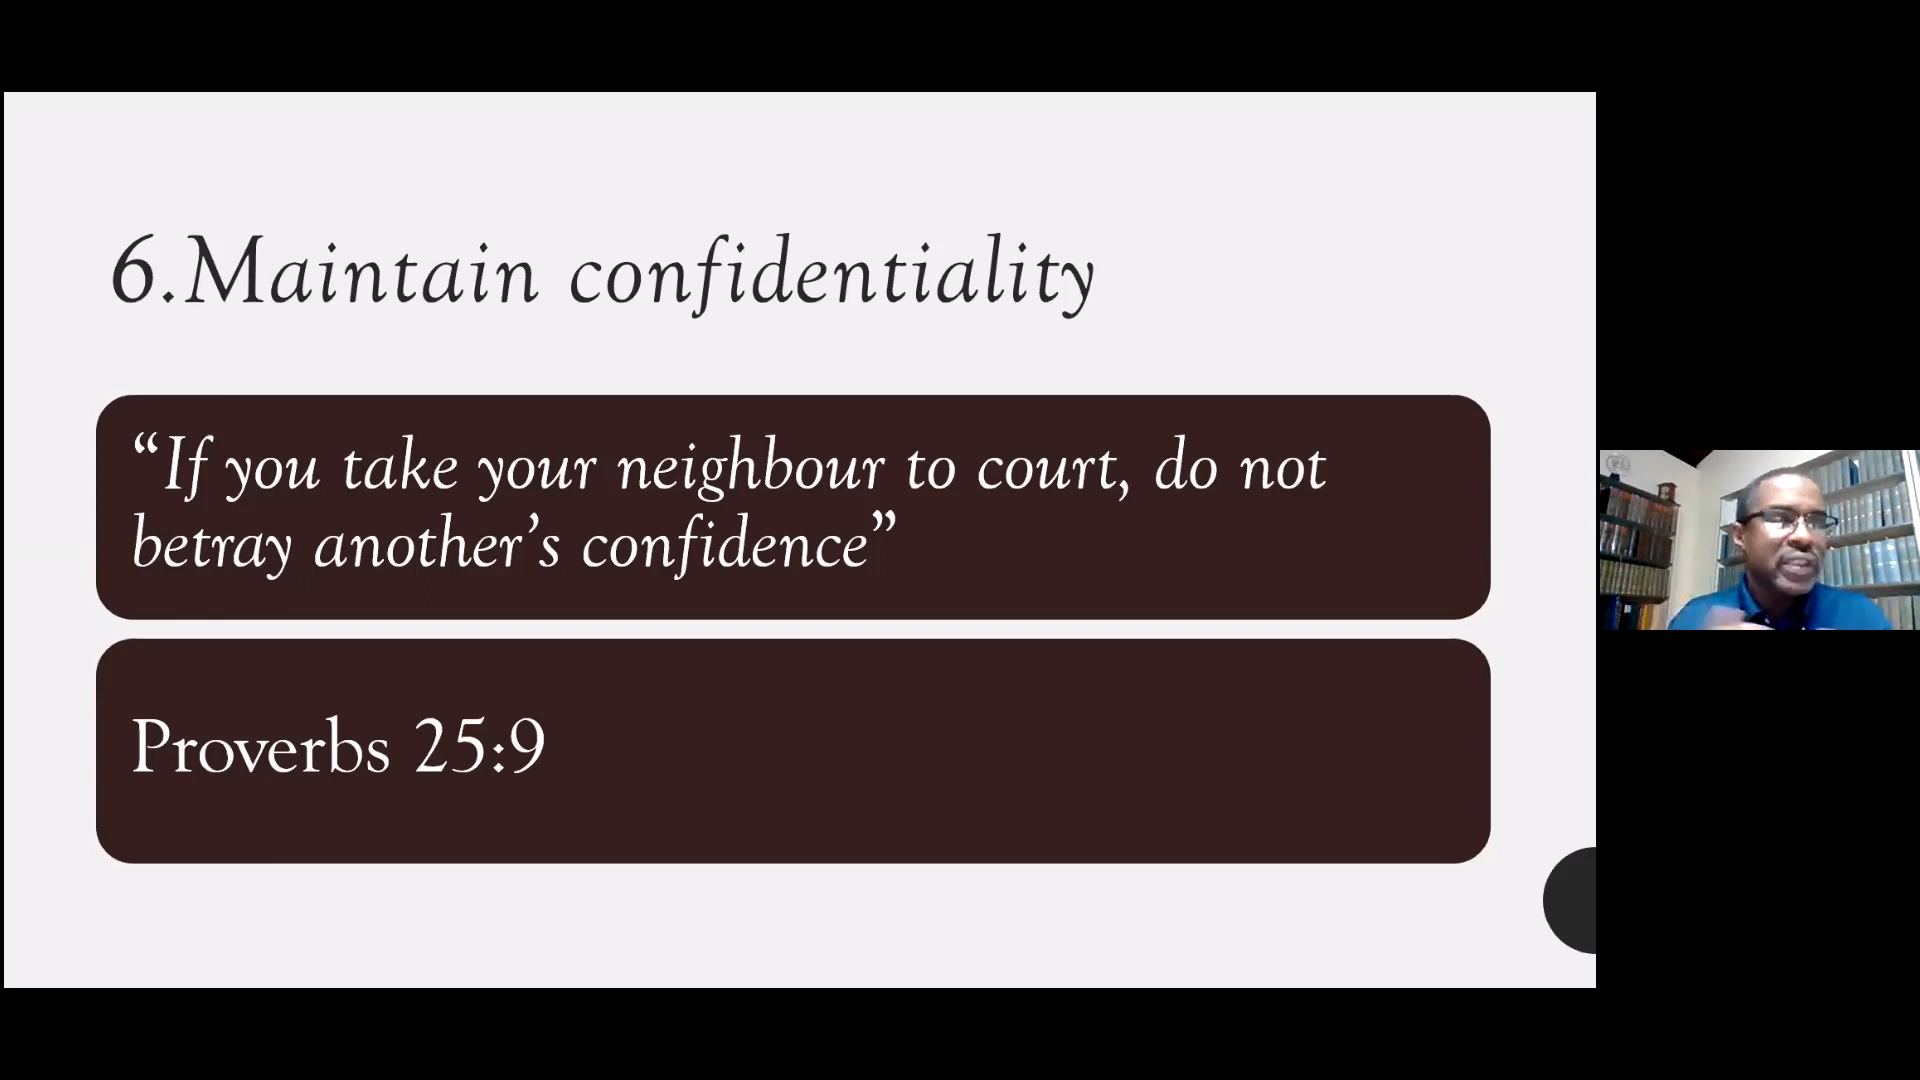 6.Maintain confidentiality
“If you take your neighbour to court, do not
betray another’s confidence”
Proverbs 25:9